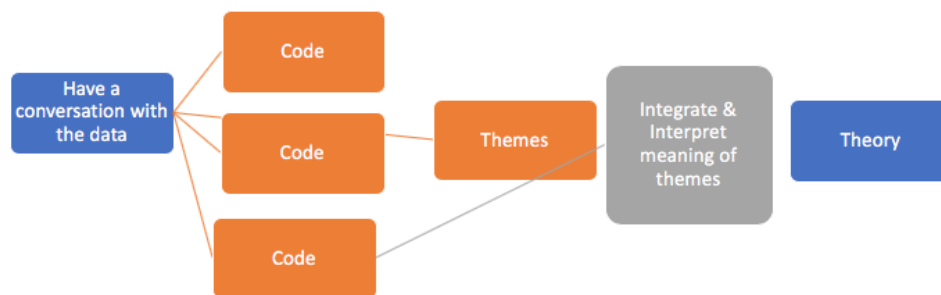 Have a
conversation with
the data
Code
Code
Code
Themes
Integrate &
Interpret
meaning of
themes
Theory